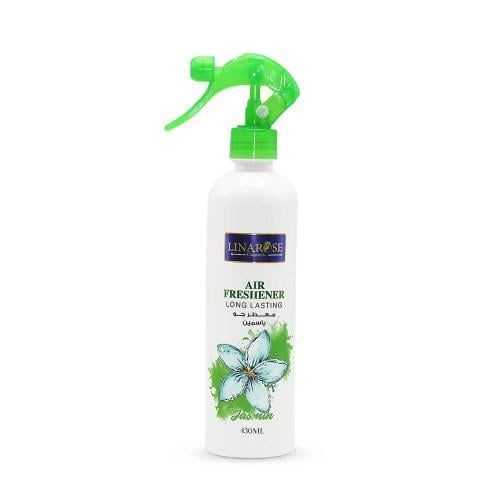 LINAROSE
Cosmetic
AIR
FRESHENER
LONG LASTING
معطر جو
ياسمين
Jasmin
430ML